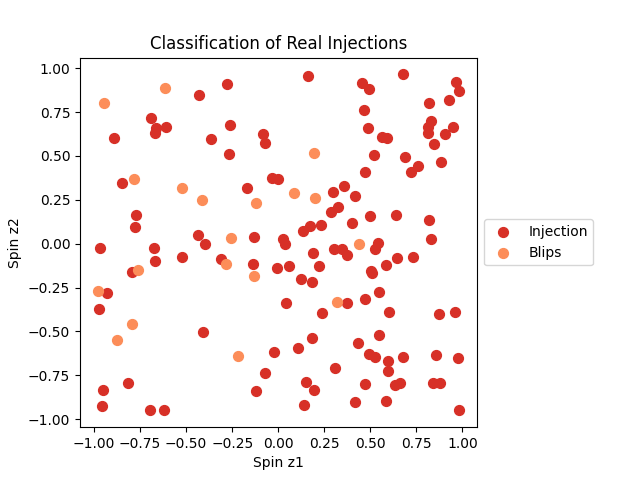 Classification of Real Injections
1.00
0.75
0.50
0.25
0.00
−0.25
−0.50
−0.75
−1.00
Spin z2
−1.00 −0.75 −0.50 −0.25 0.00 0.25 0.50 0.75 1.00
Spin z1
Injection
Blips